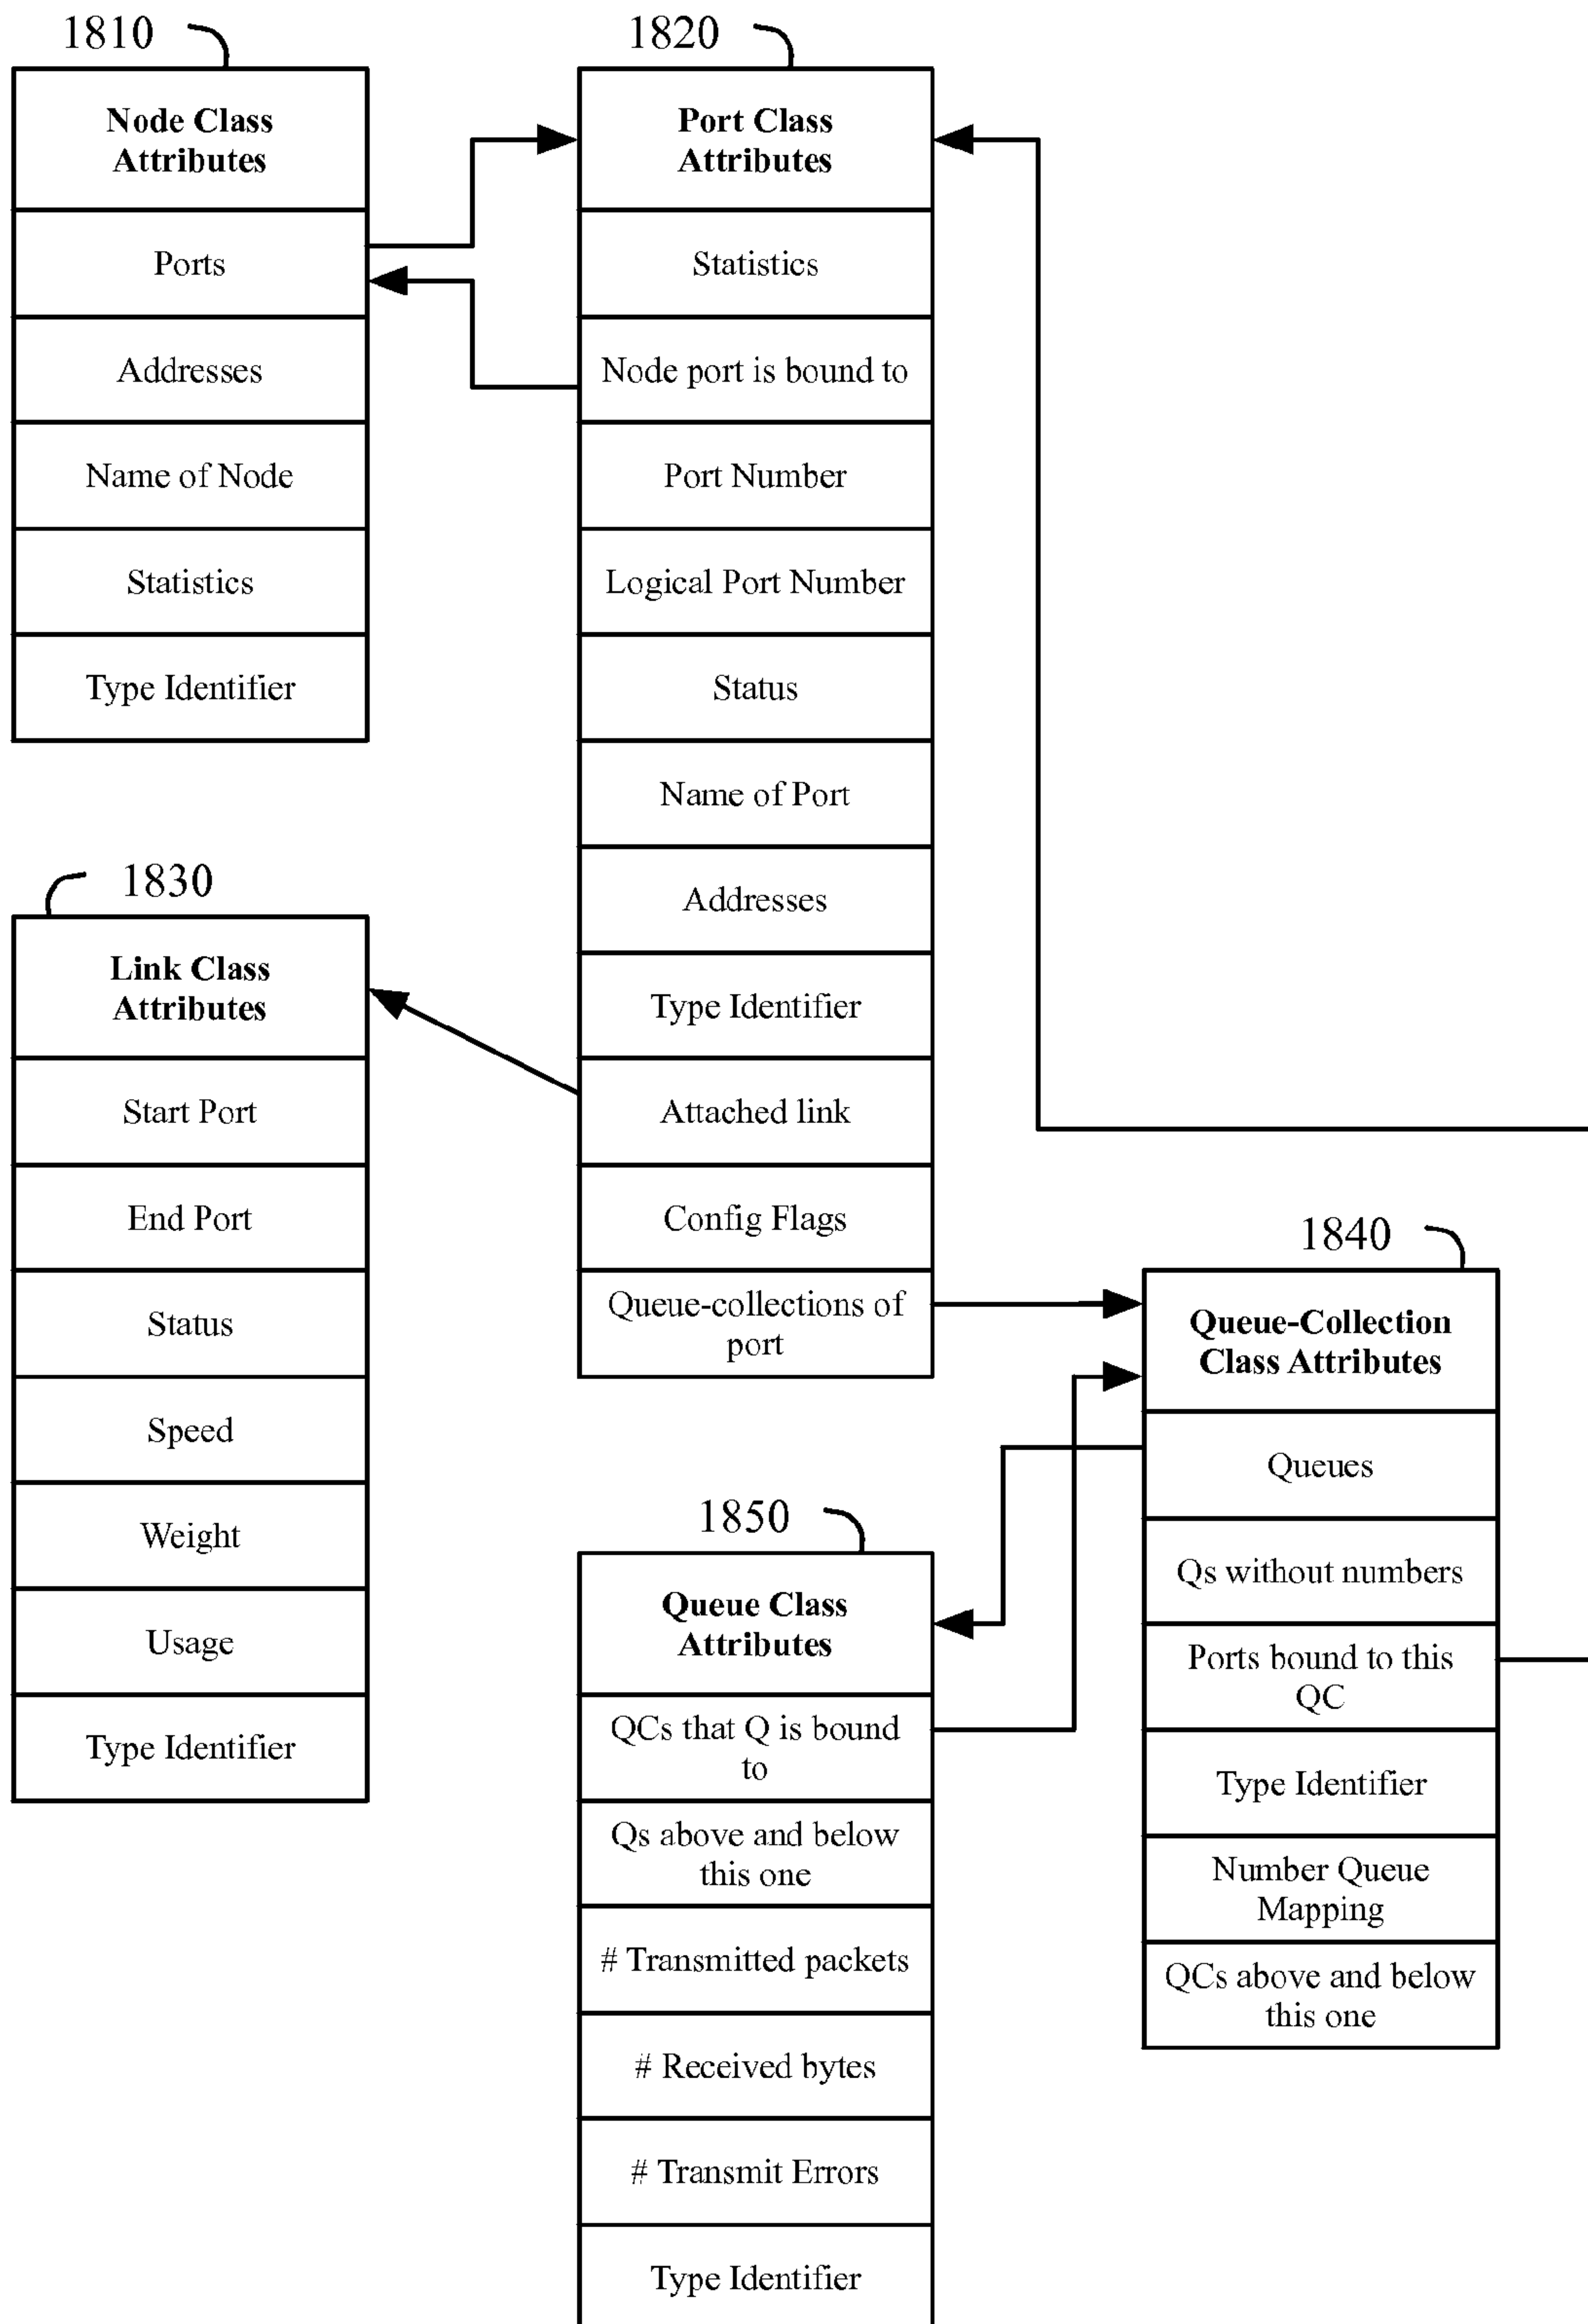 1810
Node Class
Attributes
Ports
Addresses
Name of Node
Statistics
Type Identifier
1820
Port Class
Attributes
Statistics
Node port is bound to
Port Number
Logical Port Number
Status
Name of Port
Addresses
Type Identifier
Attached link
Config Flags
Queue-collections of
port
1830
Link Class
Attributes
Start Port
End Port
Status
Speed
Weight
Usage
Type Identifier
1840
Queue-Collection
Class Attributes
Queues
Qs without numbers
Ports bound to this
QC
Type Identifier
Number Queue
Mapping
QCs above and below
this one
1850
Queue Class
Attributes
QCs that Q is bound
to
Qs above and below
this one
# Transmitted packets
# Received bytes
# Transmit Errors
Type Identifier